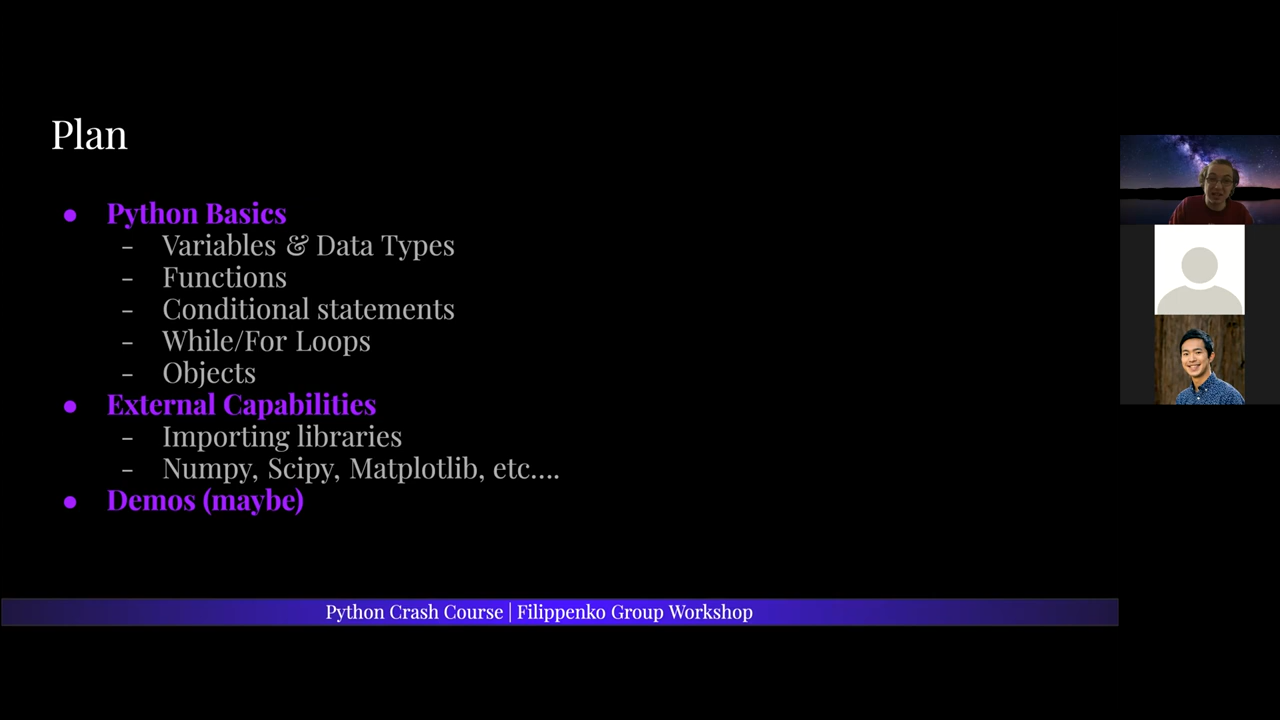 Plan
● Python Basics
- Variables & Data Types
- Functions
- Conditional statements
- While/For Loops
- Objects
● External Capabilities
- Importing libraries
- Numpy, Scipy, Matplotlib, etc....
● Demos (maybe)
Python Crash Course | Filippenko Group Workshop